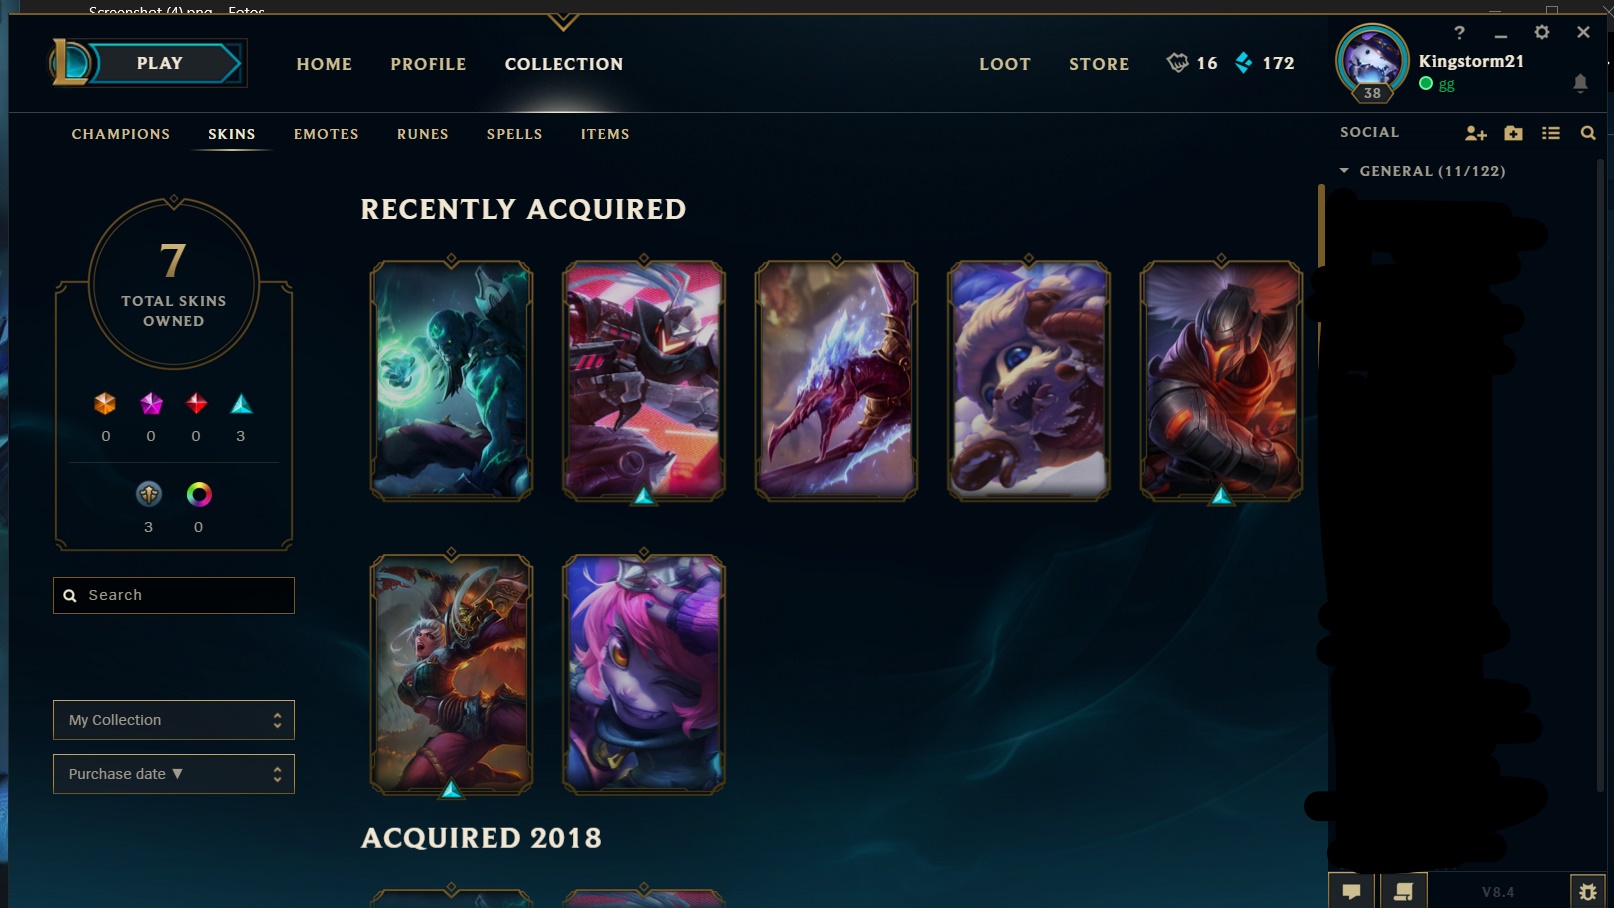 Screenshot (4).png – Fotos
PLAY
HOME
PROFILE
COLLECTION
LOOT
STORE
16
172
?
Kingstorm21
gg
38
CHAMPIONS
SKINS
EMOTES
RUNES
SPELLS
ITEMS
SOCIAL
GENERAL (11/122)
7
TOTAL SKINS
OWNED
0 0 0 3
3 0
Search
My Collection
Purchase date ▼
RECENTLY ACQUIRED
ACQUIRED 2018
V8.4